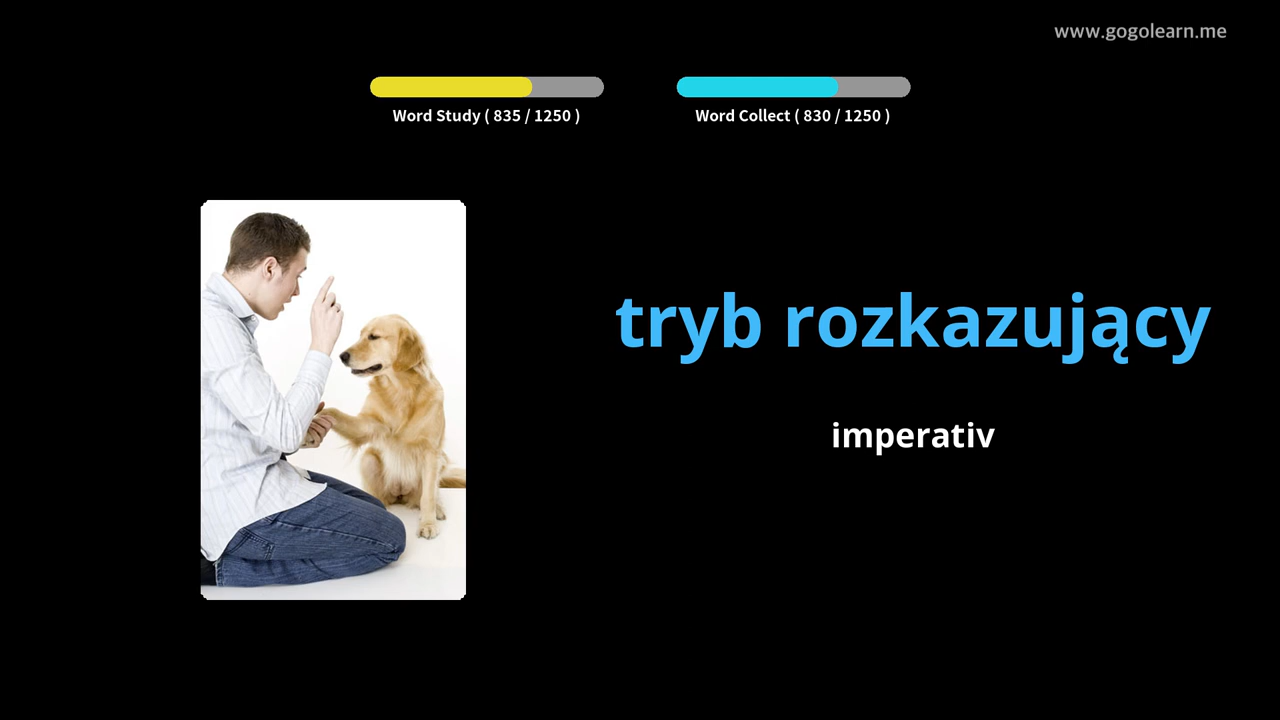 www.gogolearn.me
Word Study ( 835 / 1250 )
Word Collect ( 830 / 1250 )
tryb rozkazujący
imperativ